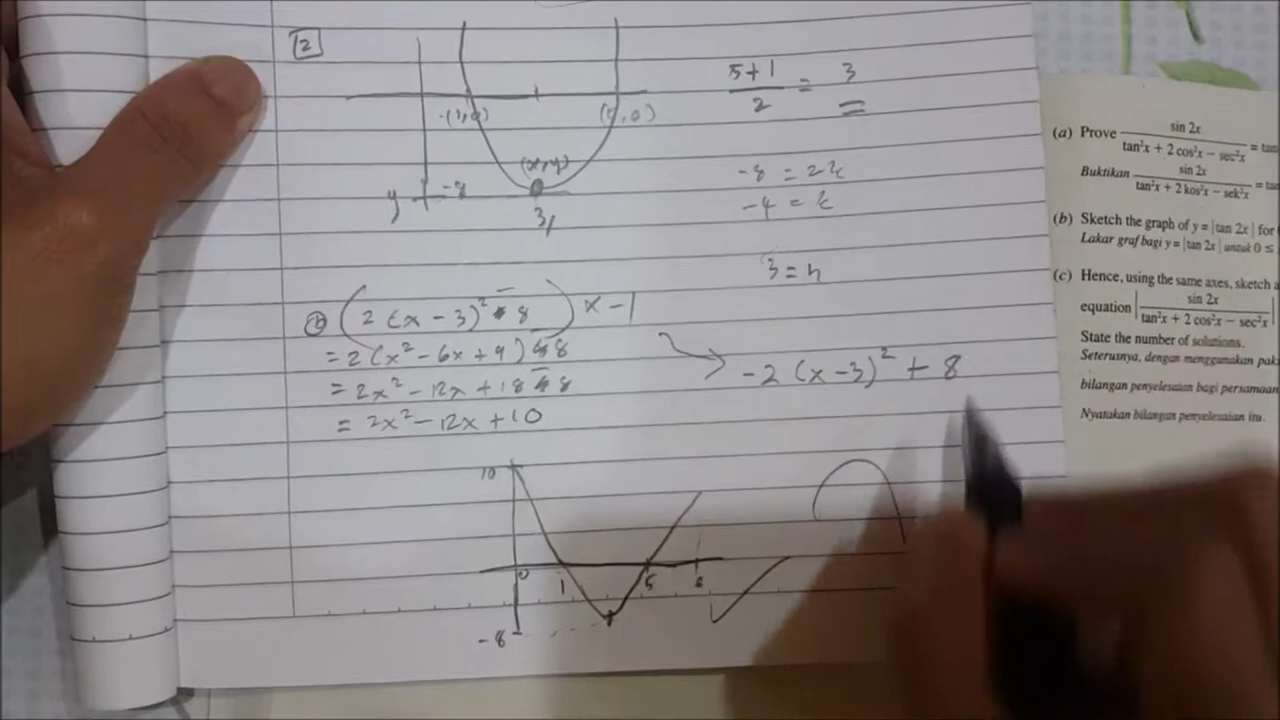 2
(1,0)
(5,0)
(x,y)
y -8
3
5+1
2
= 3
-8 = 2k
-4 = k
3 = h
(b) (2(x-3)² - 8) x -1
= 2(x² - 6x + 9) - 8
= 2x² - 12x + 18 - 8
= 2x² - 12x + 10
-2(x-3)² + 8
10
0 1 5 6
-8
(a) Prove sin 2x / tan²x + 2 cos²x − sec²x = tan
Buktikan sin 2x / tan²x + 2 kos²x − sek²x = ta
(b) Sketch the graph of y = |tan 2x| for
Lakar graf bagi y = |tan 2x| untuk 0 ≤
(c) Hence, using the same axes, sketch a
equation | sin 2x / tan²x + 2 cos²x − sec²x |
State the number of solutions.
Seterusnya, dengan menggunakan paks
bilangan penyelesaian bagi persamaan
Nyatakan bilangan penyelesaian itu.